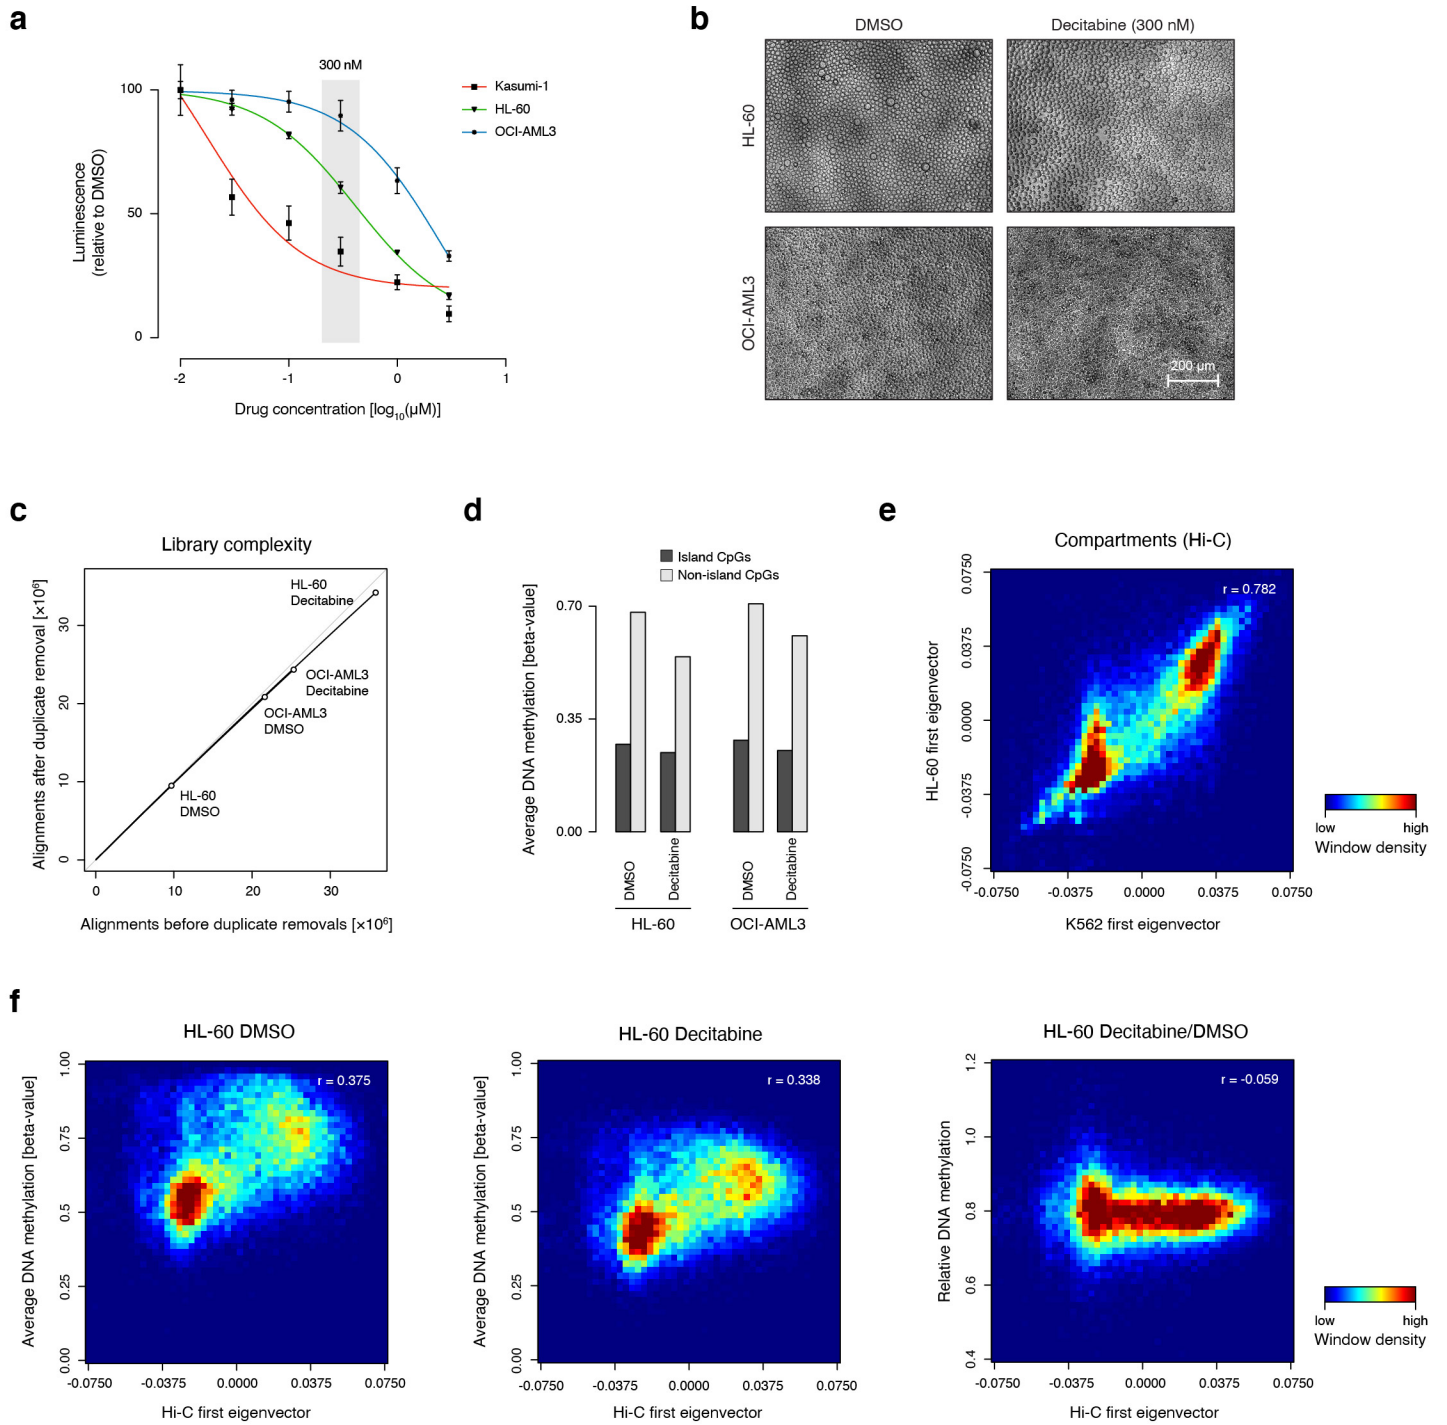 a
300 nM
Kasumi-1
HL-60
OCI-AML3
100
50
0
Luminescence
(relative to DMSO)
-2
-1
0
1
Drug concentration [log10(µM)]
b
DMSO
Decitabine (300 nM)
HL-60
OCI-AML3
200 µm
c
Library complexity
HL-60
Decitabine
OCI-AML3
Decitabine
OCI-AML3
DMSO
HL-60
DMSO
30
20
10
0
Alignments after duplicate removal [×10⁶]
0
10
20
30
Alignments before duplicate removals [×10⁶]
d
Island CpGs
Non-island CpGs
0.70
0.35
0.00
Average DNA methylation [beta-value]
DMSO
Decitabine
DMSO
Decitabine
HL-60
OCI-AML3
e
Compartments (Hi-C)
r = 0.782
0.0750
0.0375
0.0000
-0.0375
-0.0750
HL-60 first eigenvector
-0.0750
-0.0375
0.0000
0.0375
0.0750
K562 first eigenvector
low
high
Window density
f
HL-60 DMSO
r = 0.375
1.00
0.75
0.5
0.25
0.00
Average DNA methylation [beta-value]
-0.0750
-0.0375
0.0000
0.0375
0.0750
Hi-C first eigenvector
HL-60 Decitabine
r = 0.338
1.00
0.75
0.5
0.25
0.00
Average DNA methylation [beta-value]
-0.0750
-0.0375
0.0000
0.0375
0.0750
Hi-C first eigenvector
HL-60 Decitabine/DMSO
r = -0.059
1.2
1.0
0.8
0.6
0.4
Relative DNA methylation
-0.0750
-0.0375
0.0000
0.0375
0.0750
Hi-C first eigenvector
low
high
Window density